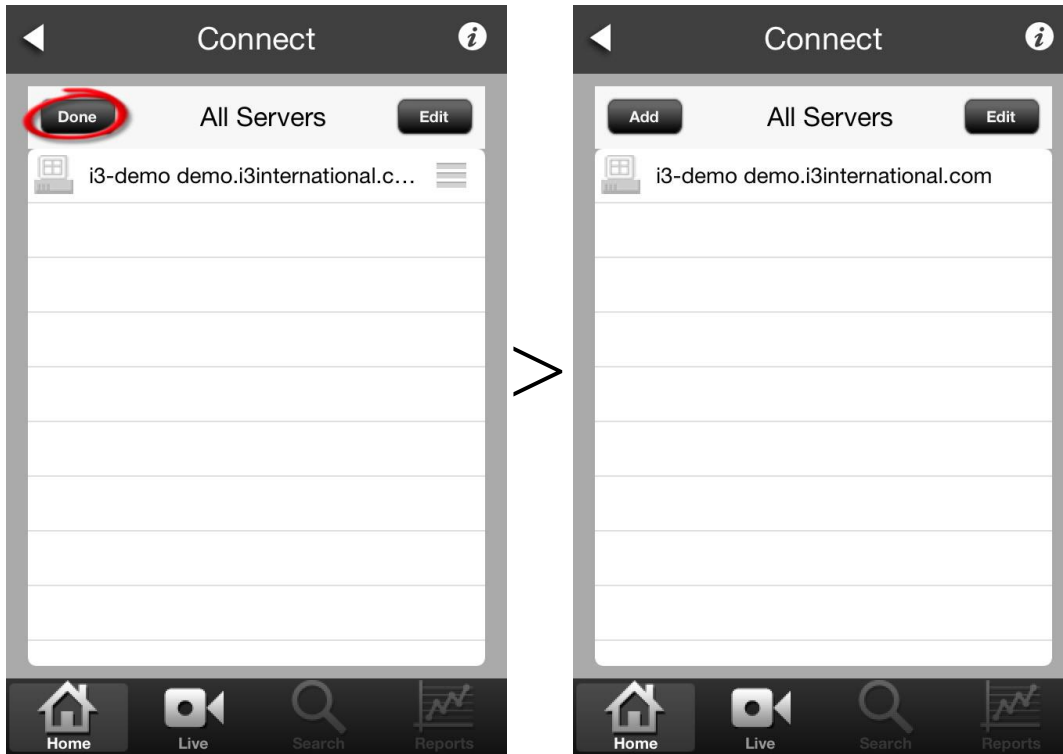 Connect
Done
All Servers
Edit
i3-demo demo.i3international.c...
Home
Live
Search
Reports
>
Connect
Add
All Servers
Edit
i3-demo demo.i3international.com
Home
Live
Search
Reports